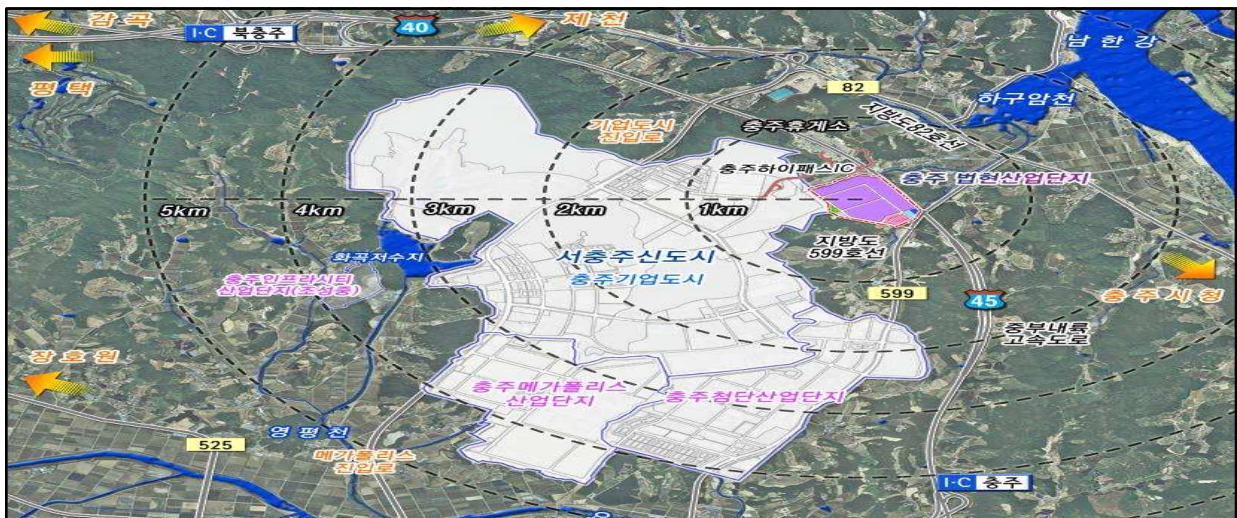 감곡
I·C 북충주
40
제천
평택
남한강
82
하구암천
지방도82호선
기업도시
진입로
충주휴게소
충주하이패스IC
충주 법현산업단지
5km
4km
3km
2km
1km
지방도
599호선
화곡저수지
서충주신도시
충주기업도시
충주인프라시티
산업단지(조성중)
599
45
충주시청
중부내륙
고속도로
장호원
충주메가폴리스
산업단지
충주첨단산업단지
영평천
525
메가폴리스
진입로
I·C 충주